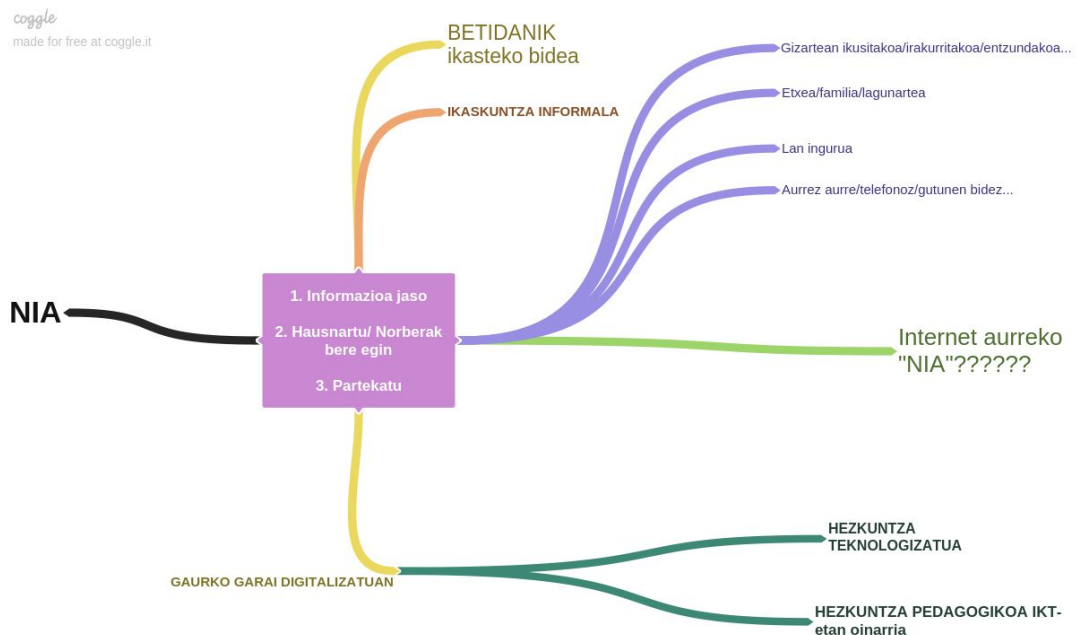 coggle
made for free at coggle.it
BETIDANIK
ikasteko bidea
IKASKUNTZA INFORMALA
Gizartean ikusitakoa/irakurritakoa/entzundakoa...
Etxea/familia/lagunartea
Lan ingurua
Aurrez aurre/telefonoz/gutunen bidez...
NIA
1. Informazioa jaso
2. Hausnartu/ Norberak
bere egin
3. Partekatu
Internet aurreko
"NIA"??????
GAURKO GARAI DIGITALIZATUAN
HEZKUNTZA
TEKNOLOGIZATUA
HEZKUNTZA PEDAGOGIKOA IKT-
etan oinarria